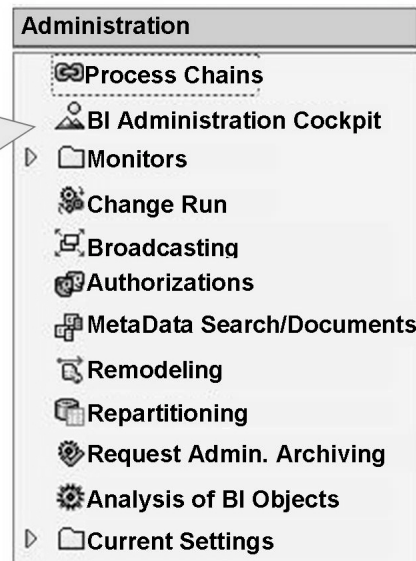 Administration
Process Chains
BI Administration Cockpit
Monitors
Change Run
Broadcasting
Authorizations
MetaData Search/Documents
Remodeling
Repartitioning
Request Admin. Archiving
Analysis of BI Objects
Current Settings